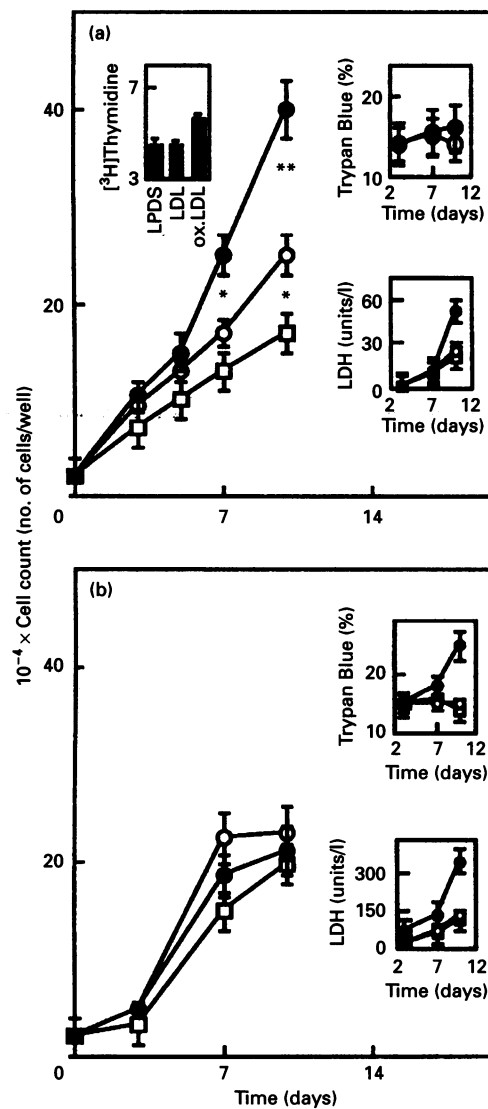 (a)
40
20
0
7
14
[³H]Thymidine
7
3
LPDS
LDL
ox.LDL
**
*
*
Trypan Blue (%)
20
10
2
7
12
Time (days)
LDH (units/l)
60
30
0
2
7
12
Time (days)
10⁻⁴ × Cell count (no. of cells/well)
(b)
40
20
0
7
14
Time (days)
Trypan Blue (%)
20
10
2
7
12
Time (days)
LDH (units/l)
300
150
0
2
7
12
Time (days)